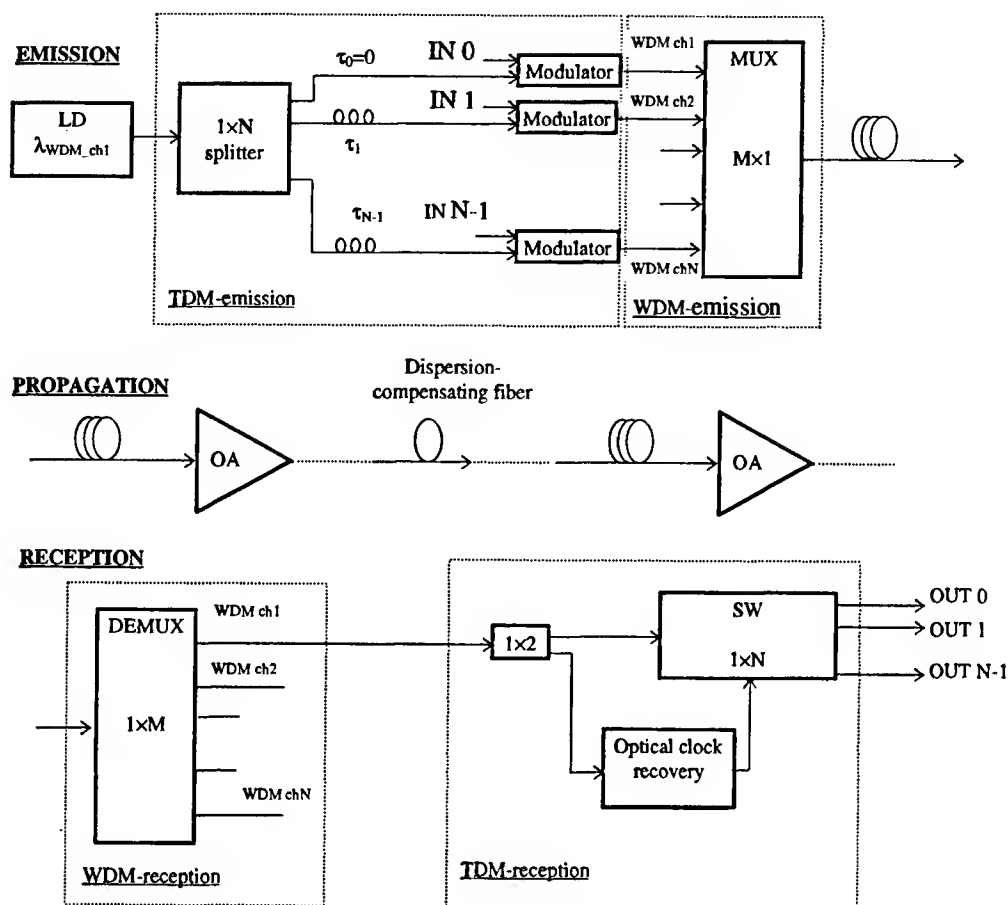 EMISSION
LD
λWDM_ch1
1×N
splitter
τ0=0
τ1
τN-1
IN 0
IN 1
IN N-1
Modulator
Modulator
Modulator
TDM-emission
WDM ch1
WDM ch2
WDM chN
MUX
M×1
WDM-emission
PROPAGATION
OA
Dispersion-
compensating fiber
OA
RECEPTION
DEMUX
1×M
WDM ch1
WDM ch2
WDM chN
WDM-reception
1×2
SW
1×N
Optical clock
recovery
OUT 0
OUT 1
OUT N-1
TDM-reception